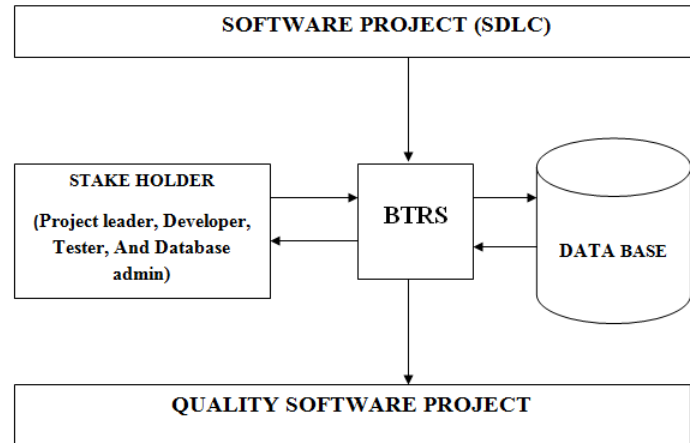 SOFTWARE PROJECT (SDLC)
STAKE HOLDER
(Project leader, Developer,
Tester, And Database
admin)
BTRS
DATA BASE
QUALITY SOFTWARE PROJECT